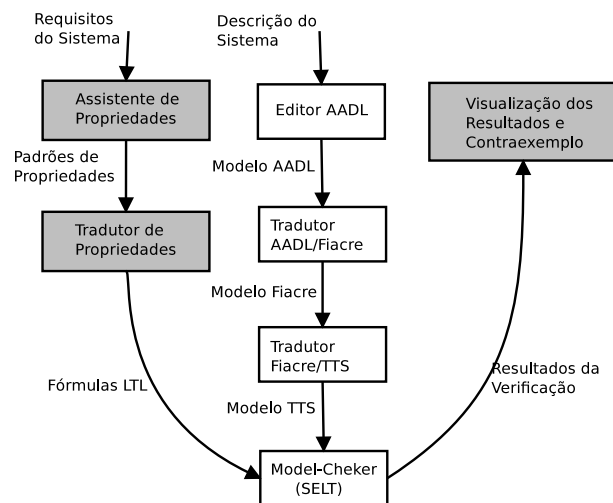 Requisitos
do Sistema
Descrição do
Sistema
Assistente de
Propriedades
Editor AADL
Visualização dos
Resultados e
Contraexemplo
Padrões de
Propriedades
Modelo AADL
Tradutor de
Propriedades
Tradutor
AADL/Fiacre
Modelo Fiacre
Tradutor
Fiacre/TTS
Fórmulas LTL
Resultados da
Verificação
Modelo TTS
Model-Cheker
(SELT)